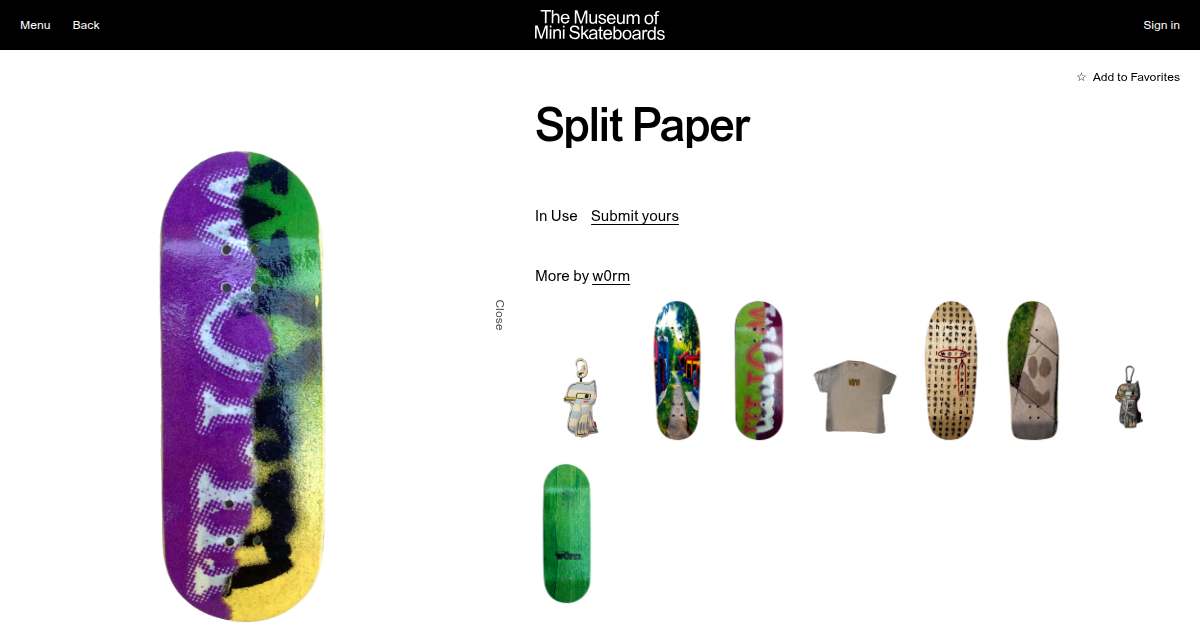 Menu
Back
The Museum of
Mini Skateboards
Sign in
☆ Add to Favorites
Split Paper
In Use
Submit yours
More by w0rm
Close
w0rm